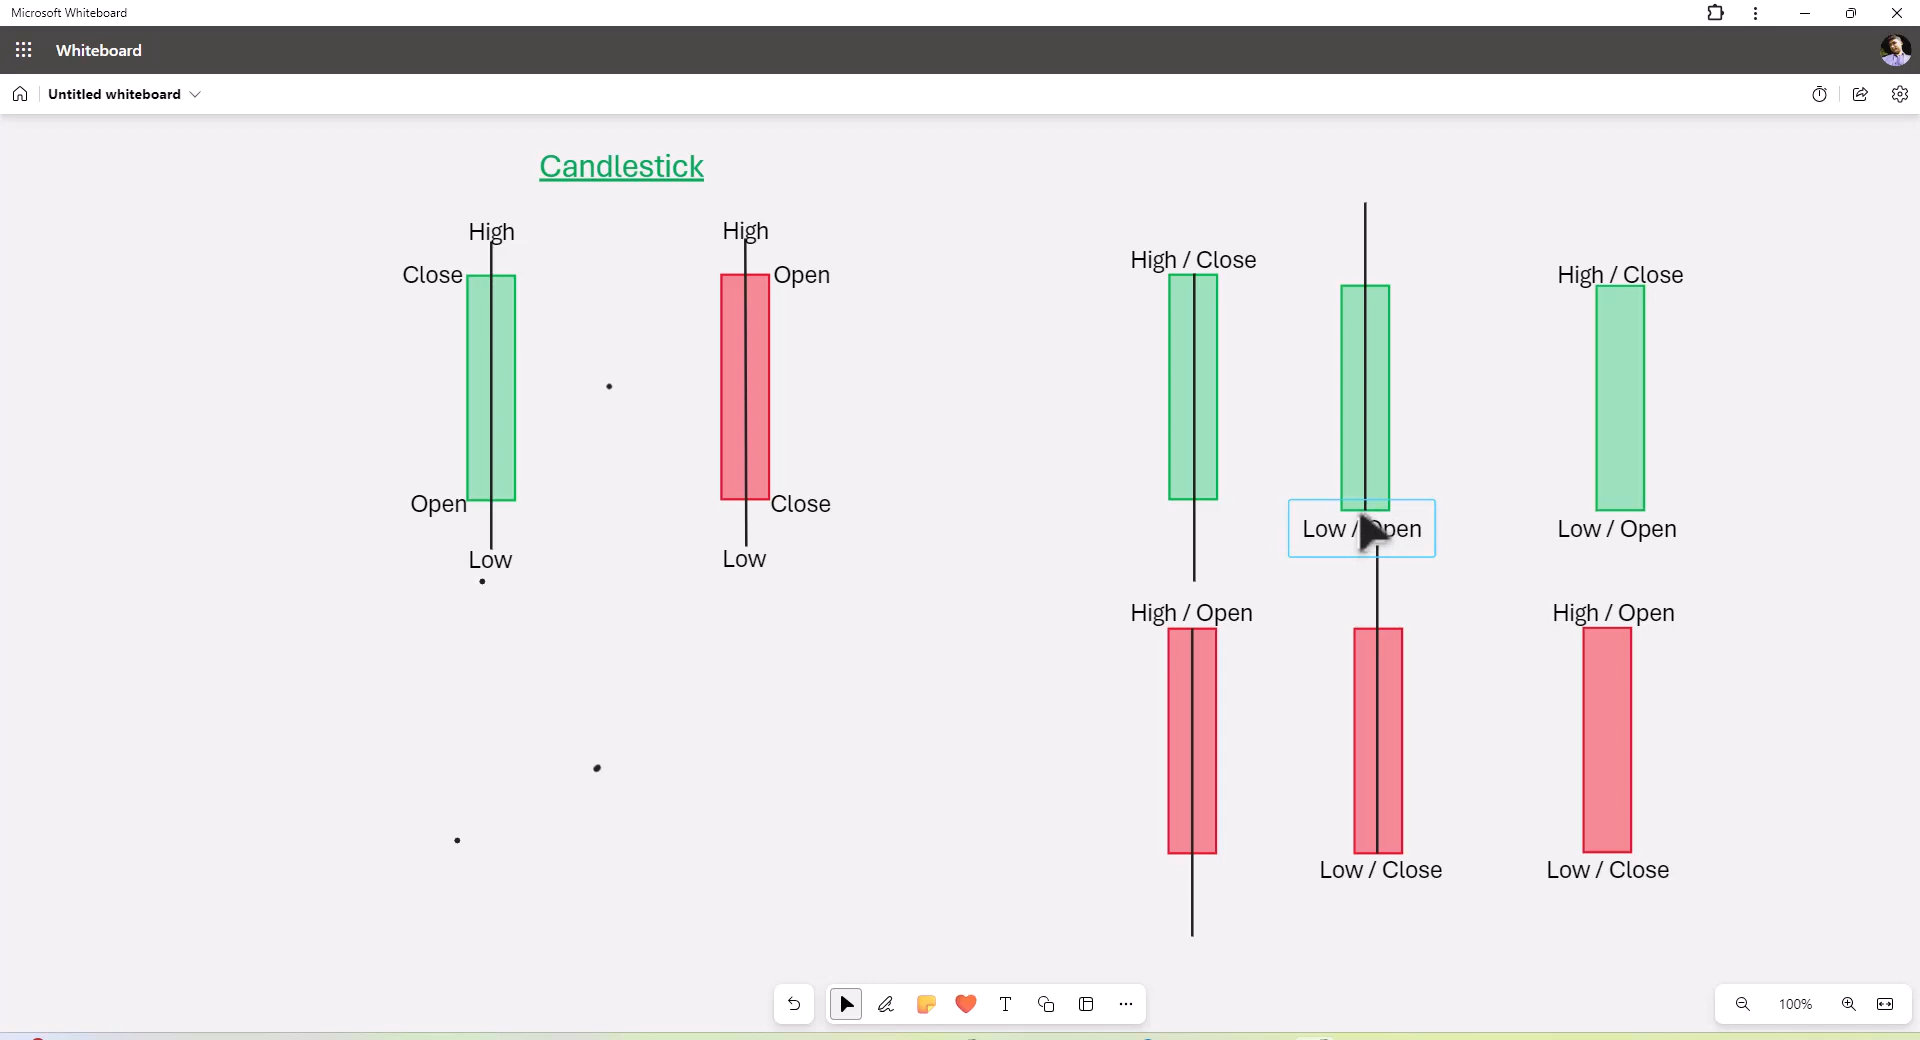 Microsoft Whiteboard
Whiteboard
Untitled whiteboard
Candlestick
High
High
High / Close
High / Close
Close
Open
Open
Close
Low / Open
Low / Open
Low
Low
High / Open
High / Open
Low / Close
Low / Close
100%